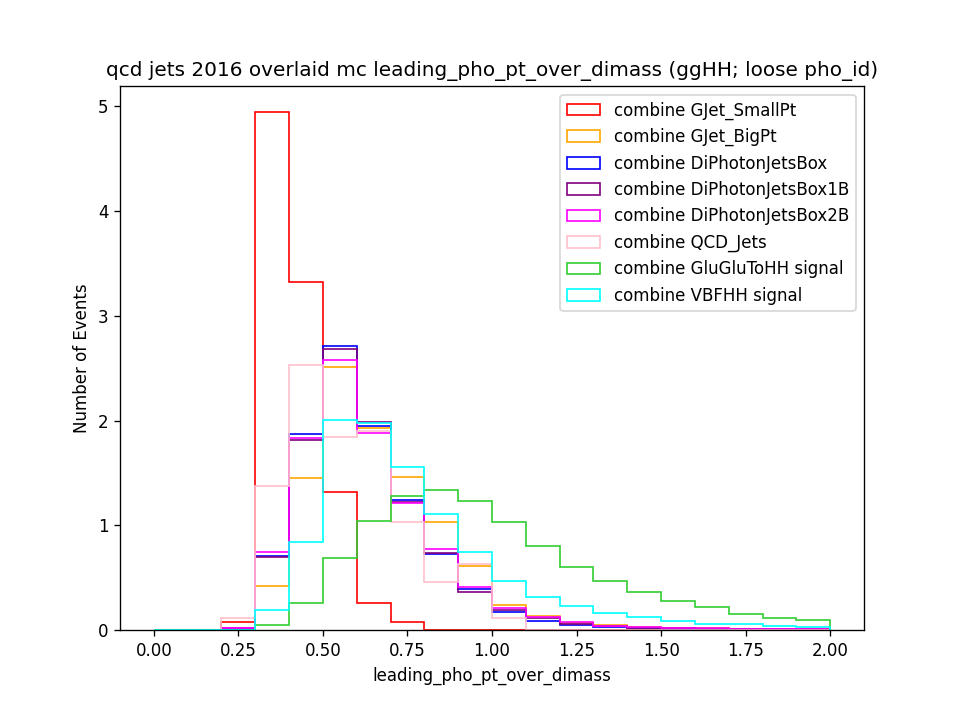 qcd jets 2016 overlaid mc leading_pho_pt_over_dimass (ggHH; loose pho_id)
combine GJet_SmallPt
combine GJet_BigPt
combine DiPhotonJetsBox
combine DiPhotonJetsBox1B
combine DiPhotonJetsBox2B
combine QCD_Jets
combine GluGluToHH signal
combine VBFHH signal
Number of Events
5
4
3
2
1
0
0.00 0.25 0.50 0.75 1.00 1.25 1.50 1.75 2.00
leading_pho_pt_over_dimass